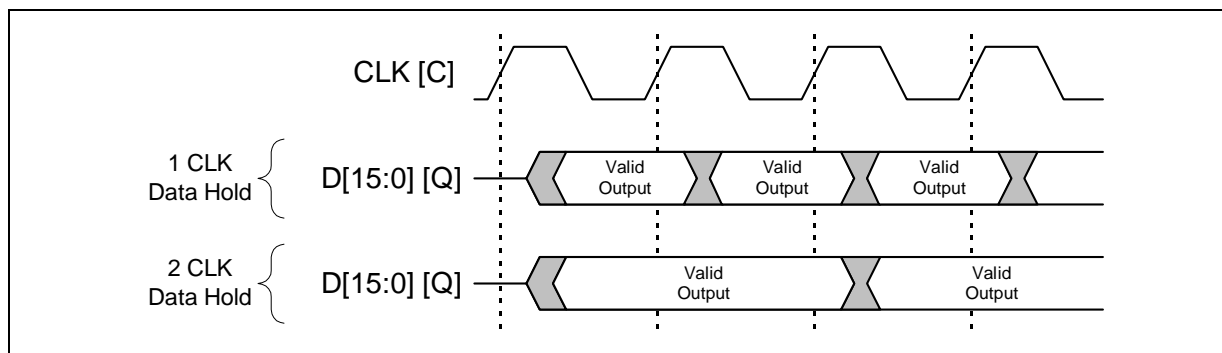 CLK [C]
1 CLK
Data Hold
D[15:0] [Q]
Valid
Output
Valid
Output
Valid
Output
2 CLK
Data Hold
D[15:0] [Q]
Valid
Output
Valid
Output